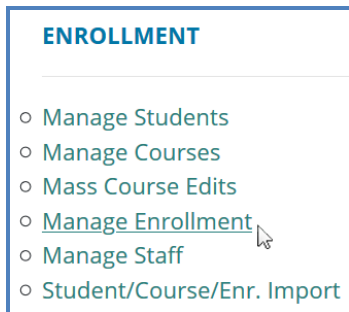 ENROLLMENT
Manage Students
Manage Courses
Mass Course Edits
Manage Enrollment
Manage Staff
Student/Course/Enr. Import